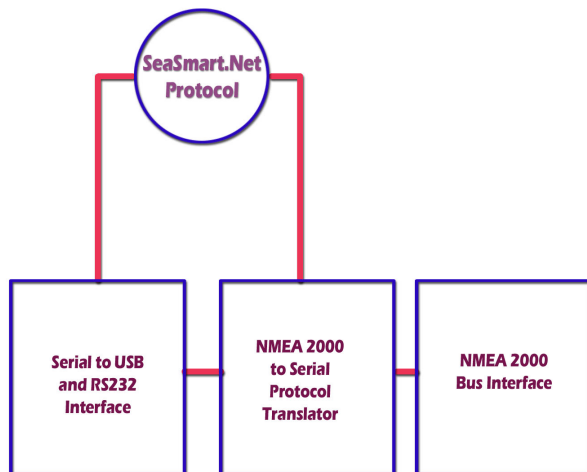 SeaSmart.Net
Protocol
Serial to USB
and RS232
Interface
NMEA 2000
to Serial
Protocol
Translator
NMEA 2000
Bus Interface